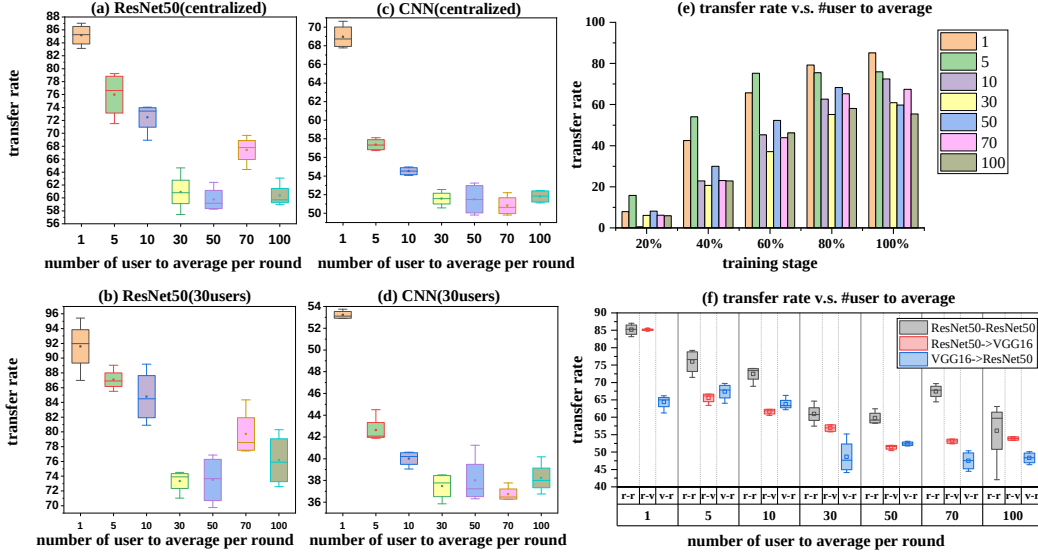 (a) ResNet50(centralized)
transfer rate
88
86
84
82
80
78
76
74
72
70
68
66
64
62
60
58
56
1 5 10 30 50 70 100
number of user to average per round
(c) CNN(centralized)
70
68
66
64
62
60
58
56
54
52
50
1 5 10 30 50 70 100
number of user to average per round
(e) transfer rate v.s. #user to average
transfer rate
100
80
60
40
20
0
20% 40% 60% 80% 100%
training stage
1
5
10
30
50
70
100
(b) ResNet50(30users)
transfer rate
96
94
92
90
88
86
84
82
80
78
76
74
72
70
1 5 10 30 50 70 100
number of user to average per round
(d) CNN(30users)
54
52
50
48
46
44
42
40
38
36
1 5 10 30 50 70 100
number of user to average per round
(f) transfer rate v.s. #user to average
transfer rate
90
85
80
75
70
65
60
55
50
45
40
ResNet50-ResNet50
ResNet50->VGG16
VGG16->ResNet50
r-r r-v v-r r-r r-v v-r r-r r-v v-r r-r r-v v-r r-r r-v v-r r-r r-v v-r r-r r-v v-r
1 5 10 30 50 70 100
number of user to average per round